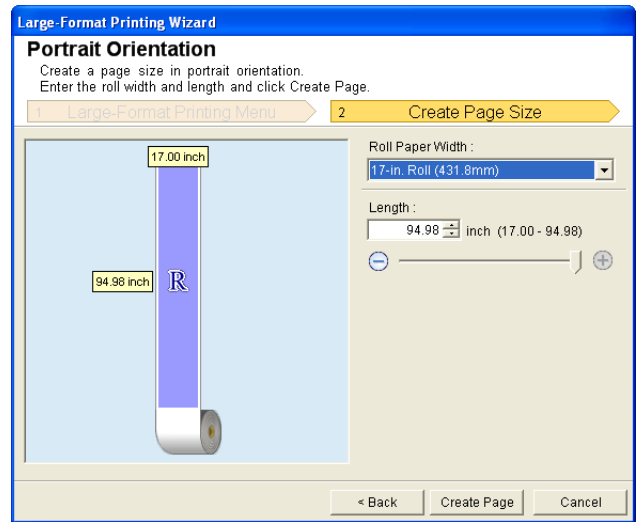 Large-Format Printing Wizard
Portrait Orientation
Create a page size in portrait orientation.
Enter the roll width and length and click Create Page.
1 Large-Format Printing Menu
2 Create Page Size
17.00 inch
94.98 inch
R
Roll Paper Width :
17-in. Roll (431.8mm)
Length :
94.98 inch (17.00 - 94.98)
< Back
Create Page
Cancel